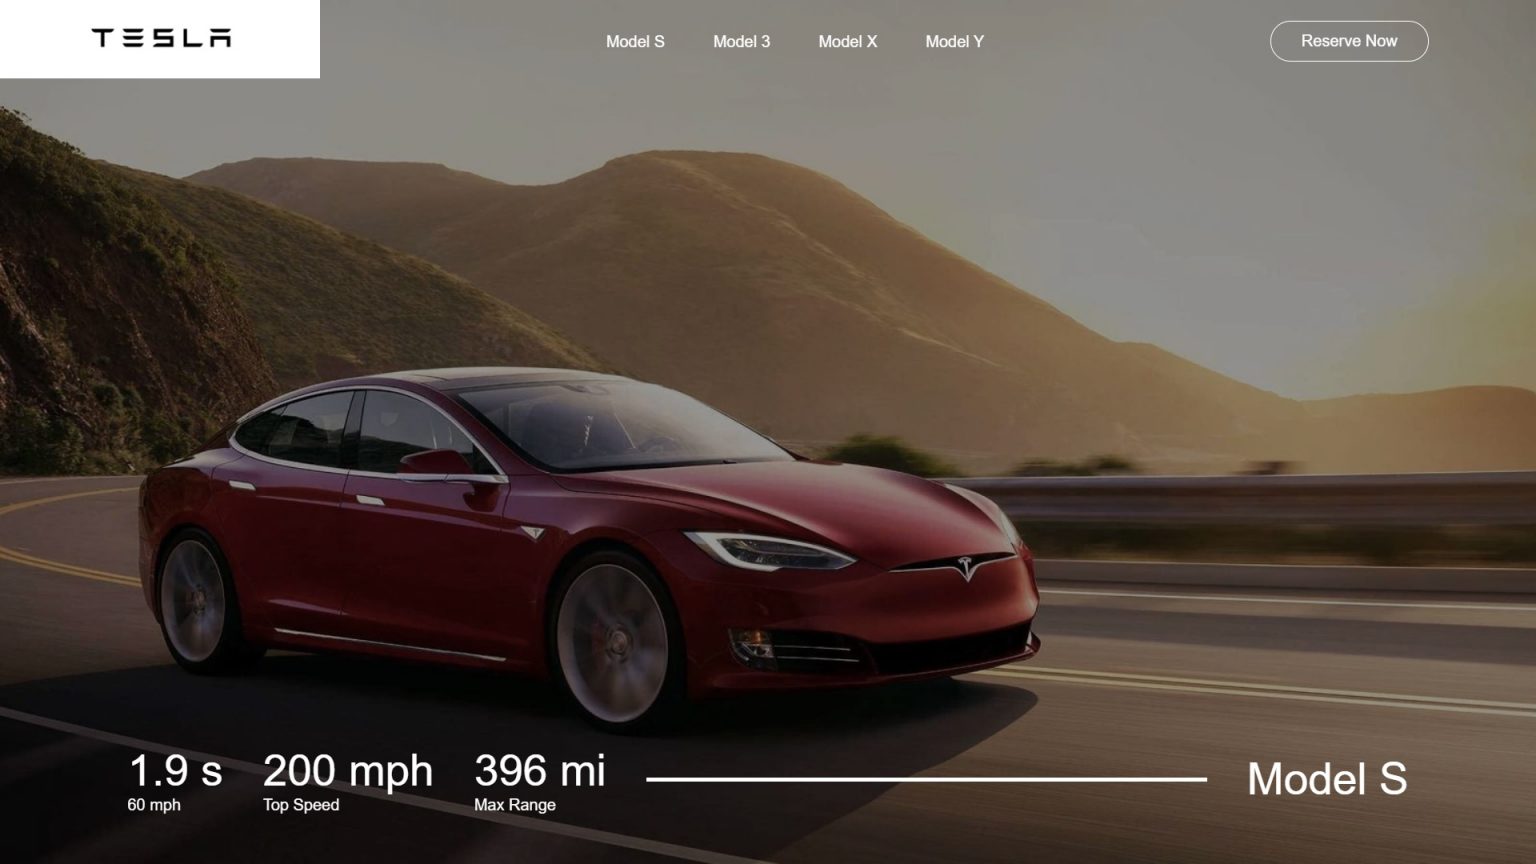 TESLA
Model S Model 3 Model X Model Y
Reserve Now
1.9 s
60 mph
200 mph
Top Speed
396 mi
Max Range
Model S